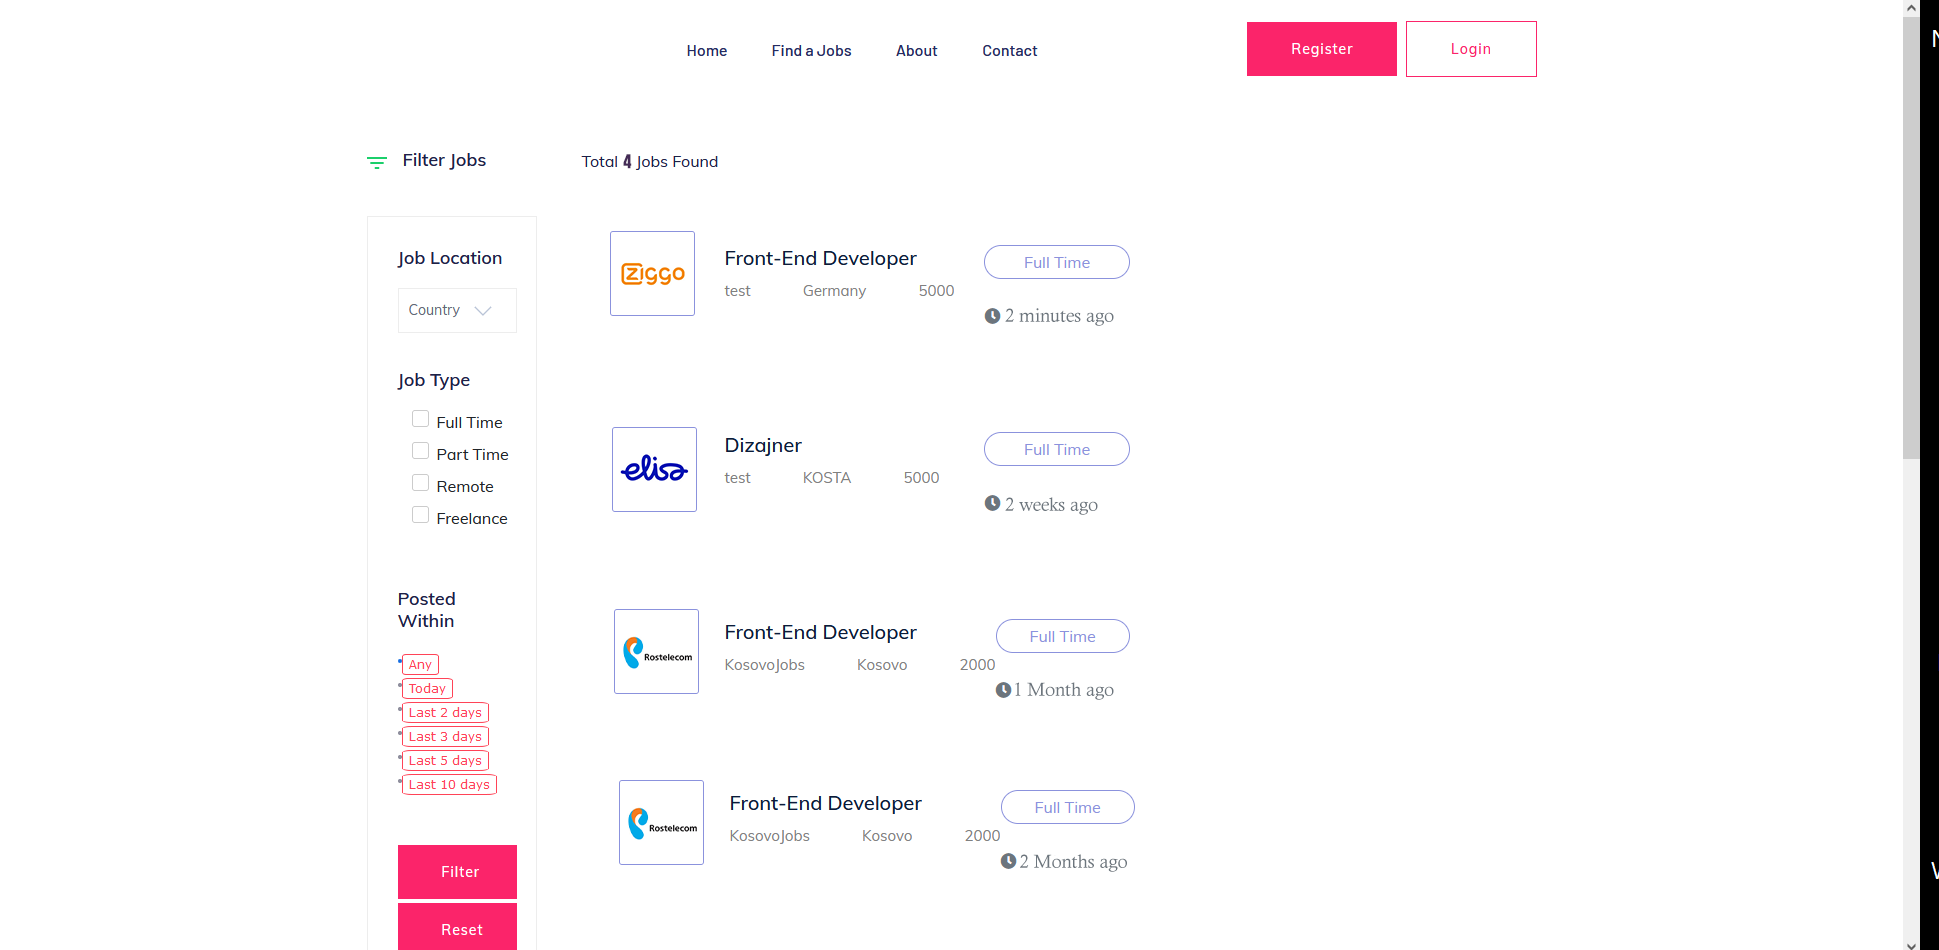 Home Find a Jobs About Contact Register Login
Filter Jobs
Total 4 Jobs Found
Job Location
Country
Job Type
Full Time
Part Time
Remote
Freelance
Posted
Within
Any
Today
Last 2 days
Last 3 days
Last 5 days
Last 10 days
Filter
Reset
ziggo
Front-End Developer
test Germany 5000
Full Time
2 minutes ago
elisa
Dizajner
test KOSTA 5000
Full Time
2 weeks ago
Rostelecom
Front-End Developer
KosovoJobs Kosovo 2000
Full Time
1 Month ago
Rostelecom
Front-End Developer
KosovoJobs Kosovo 2000
Full Time
2 Months ago